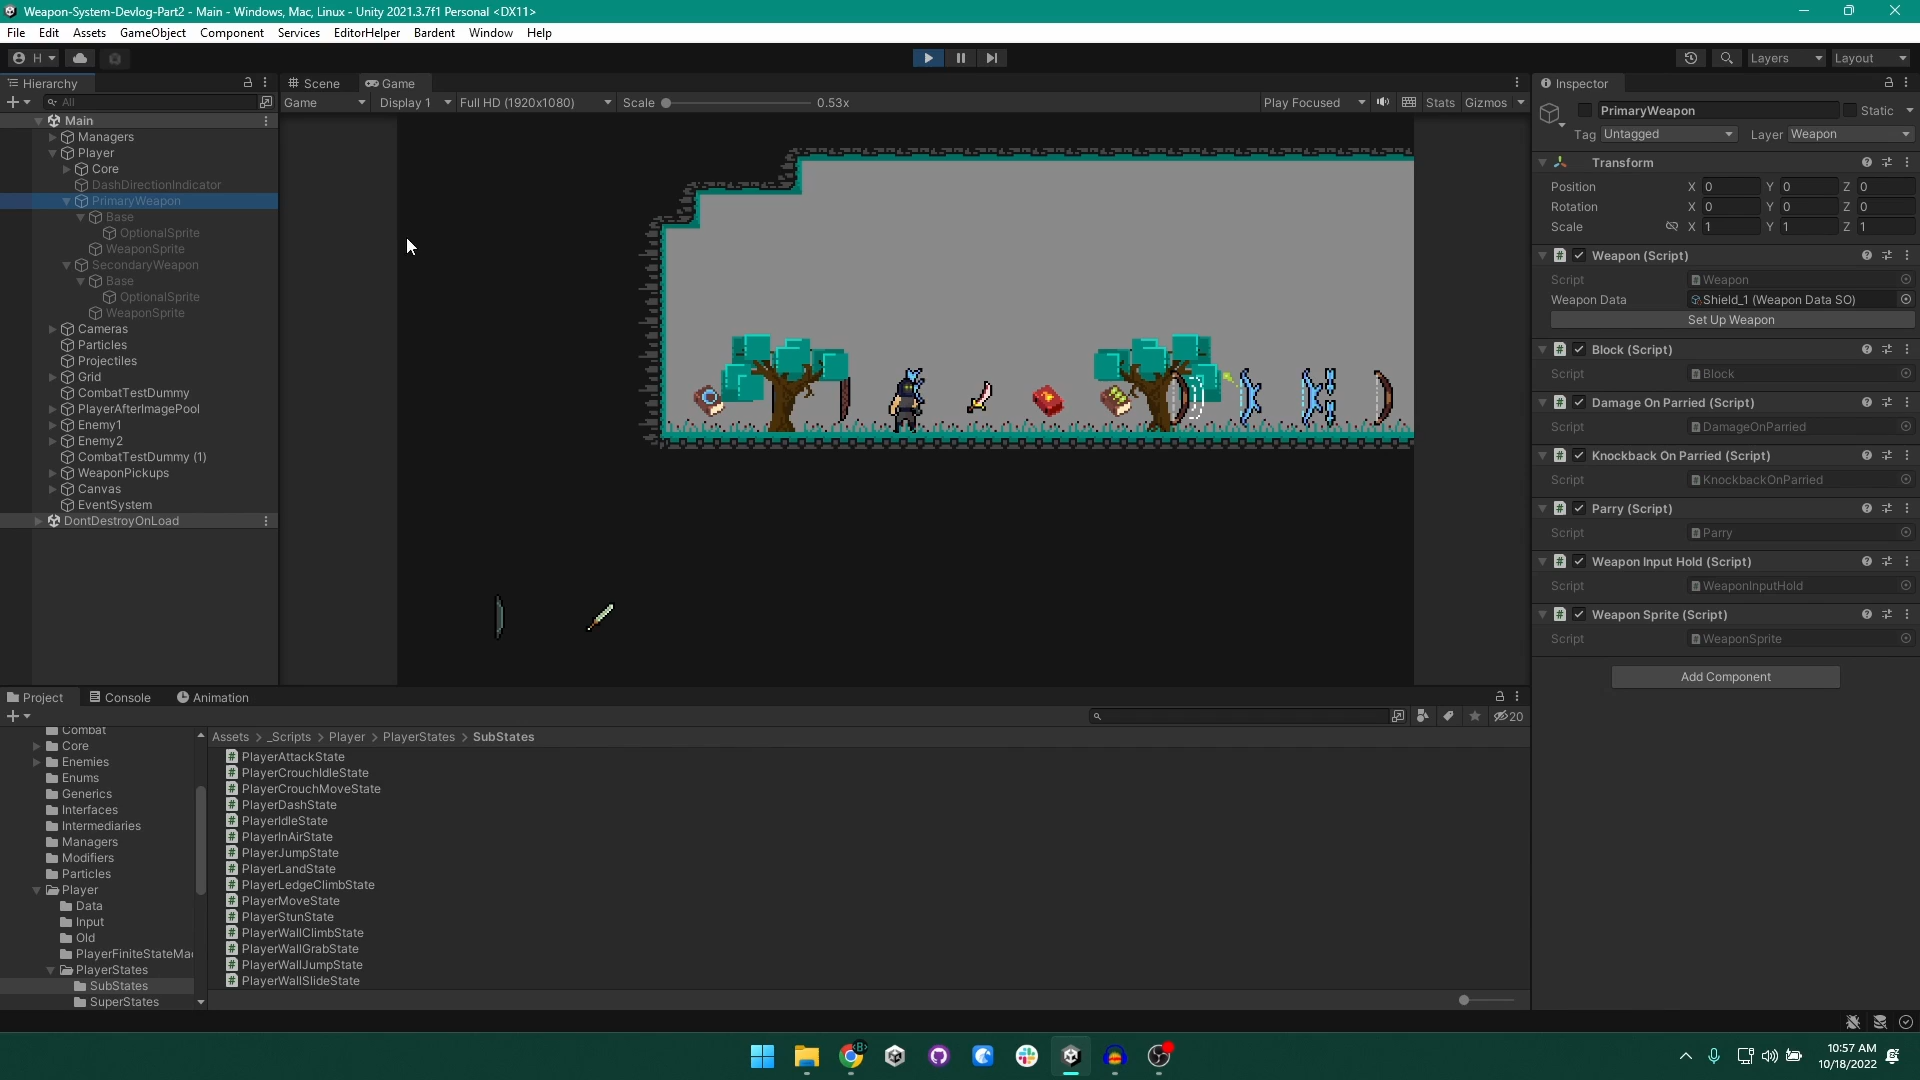 Weapon-System-Devlog-Part2 - Main - Windows, Mac, Linux - Unity 2021.3.7f1 Personal <DX11>
File Edit Assets GameObject Component Services EditorHelper Bardent Window Help
H
Layers
Layout
Hierarchy
All
Main
Managers
Player
Core
DashDirectionIndicator
PrimaryWeapon
Base
OptionalSprite
WeaponSprite
SecondaryWeapon
Base
OptionalSprite
WeaponSprite
Cameras
Particles
Projectiles
Grid
CombatTestDummy
PlayerAfterImagePool
Enemy1
Enemy2
CombatTestDummy (1)
WeaponPickups
Canvas
EventSystem
DontDestroyOnLoad
Scene Game
Game Display 1 Full HD (1920x1080) Scale 0.53x Play Focused Stats Gizmos
Inspector
PrimaryWeapon Static
Tag Untagged Layer Weapon
Transform
Position X 0 Y 0 Z 0
Rotation X 0 Y 0 Z 0
Scale X 1 Y 1 Z 1
Weapon (Script)
Script Weapon
Weapon Data Shield_1 (Weapon Data SO)
Set Up Weapon
Block (Script)
Script Block
Damage On Parried (Script)
Script DamageOnParried
Knockback On Parried (Script)
Script KnockbackOnParried
Parry (Script)
Script Parry
Weapon Input Hold (Script)
Script WeaponInputHold
Weapon Sprite (Script)
Script WeaponSprite
Add Component
Project Console Animation
20
Combat
Core
Enemies
Enums
Generics
Interfaces
Intermediaries
Managers
Modifiers
Particles
Player
Data
Input
Old
PlayerFiniteStateMa
PlayerStates
SubStates
SuperStates
Assets > _Scripts > Player > PlayerStates > SubStates
PlayerAttackState
PlayerCrouchIdleState
PlayerCrouchMoveState
PlayerDashState
PlayerIdleState
PlayerInAirState
PlayerJumpState
PlayerLandState
PlayerLedgeClimbState
PlayerMoveState
PlayerStunState
PlayerWallClimbState
PlayerWallGrabState
PlayerWallJumpState
PlayerWallSlideState
10:57 AM
10/18/2022